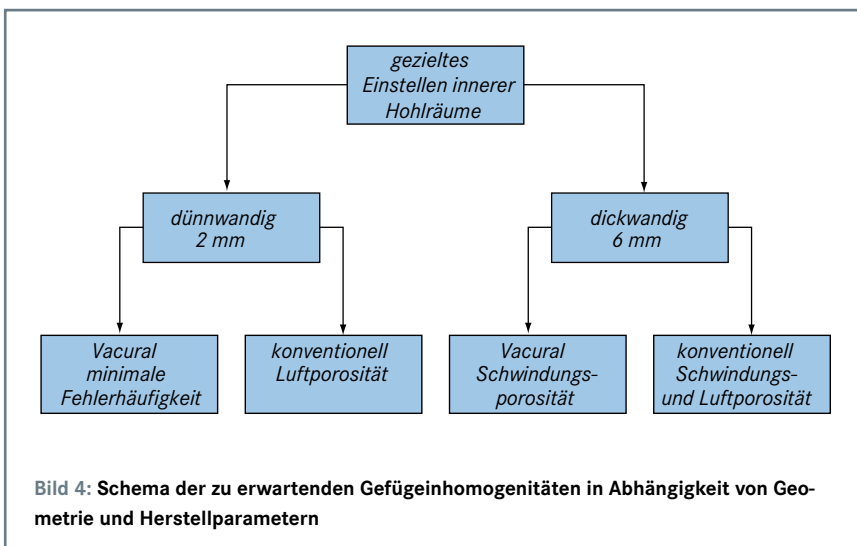 gezieltes
Einstellen innerer
Hohlräume
dünnwandig
2 mm
dickwandig
6 mm
Vacural
minimale
Fehlerhäufigkeit
konventionell
Luftporosität
Vacural
Schwindungs-
porosität
konventionell
Schwindungs-
und Luftporosität
Bild 4: Schema der zu erwartenden Gefügeinhomogenitäten in Abhängigkeit von Geo-
metrie und Herstellparametern